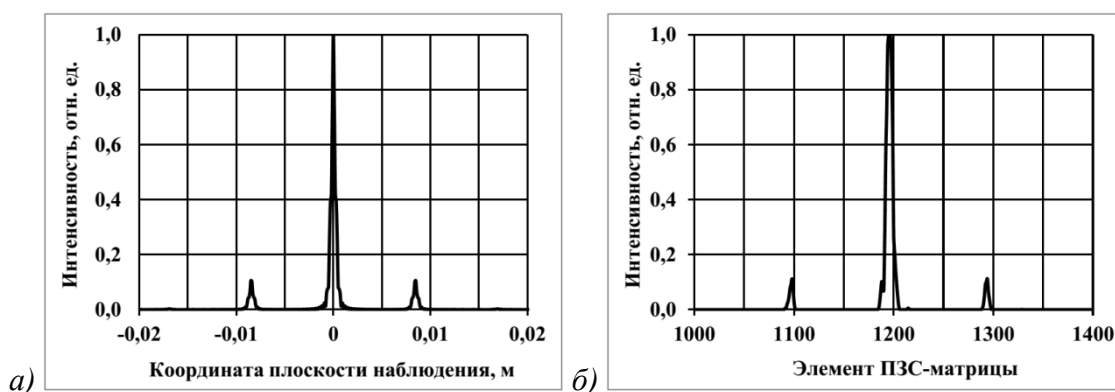 Интенсивность, отн. ед.
1,0
0,8
0,6
0,4
0,2
0,0
-0,02 -0,01 0 0,01 0,02
Координата плоскости наблюдения, м
а)
Интенсивность, отн. ед.
1,0
0,8
0,6
0,4
0,2
0,0
1000 1100 1200 1300 1400
Элемент ПЗС-матрицы
б)